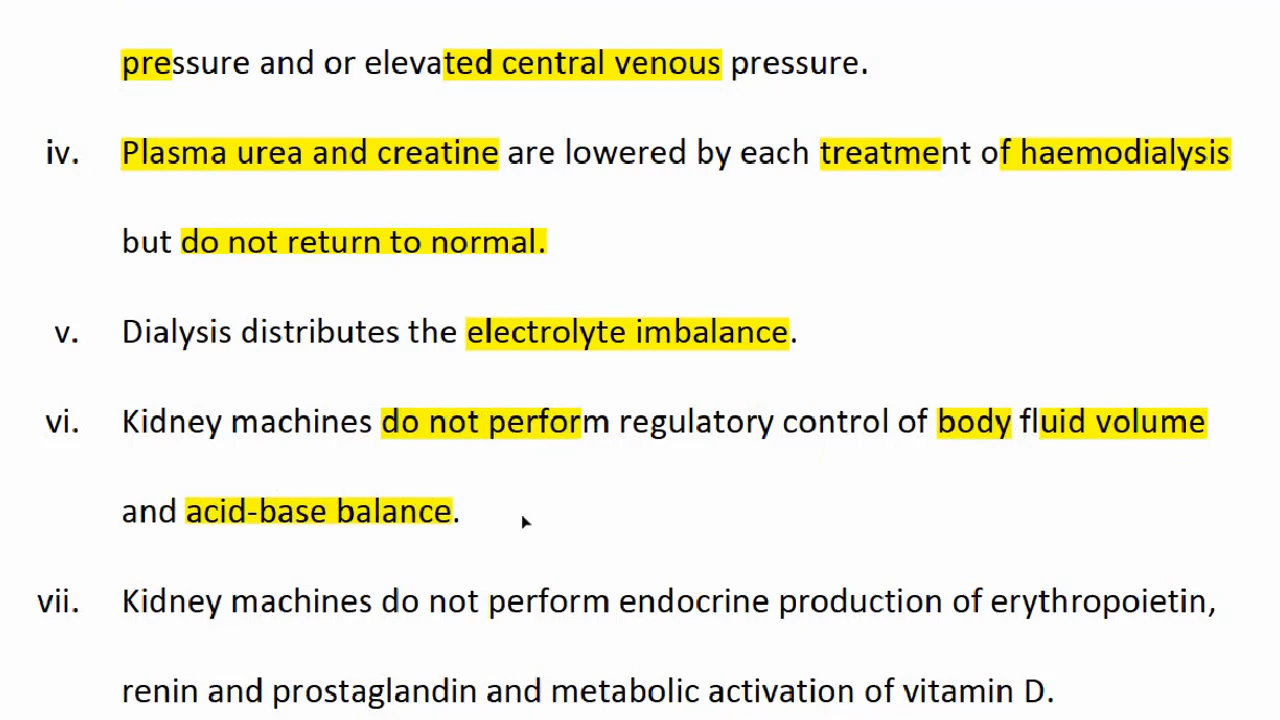 pressure and or elevated central venous pressure.
iv. Plasma urea and creatine are lowered by each treatment of haemodialysis
but do not return to normal.
v. Dialysis distributes the electrolyte imbalance.
vi. Kidney machines do not perform regulatory control of body fluid volume
and acid-base balance.
vii. Kidney machines do not perform endocrine production of erythropoietin,
renin and prostaglandin and metabolic activation of vitamin D.